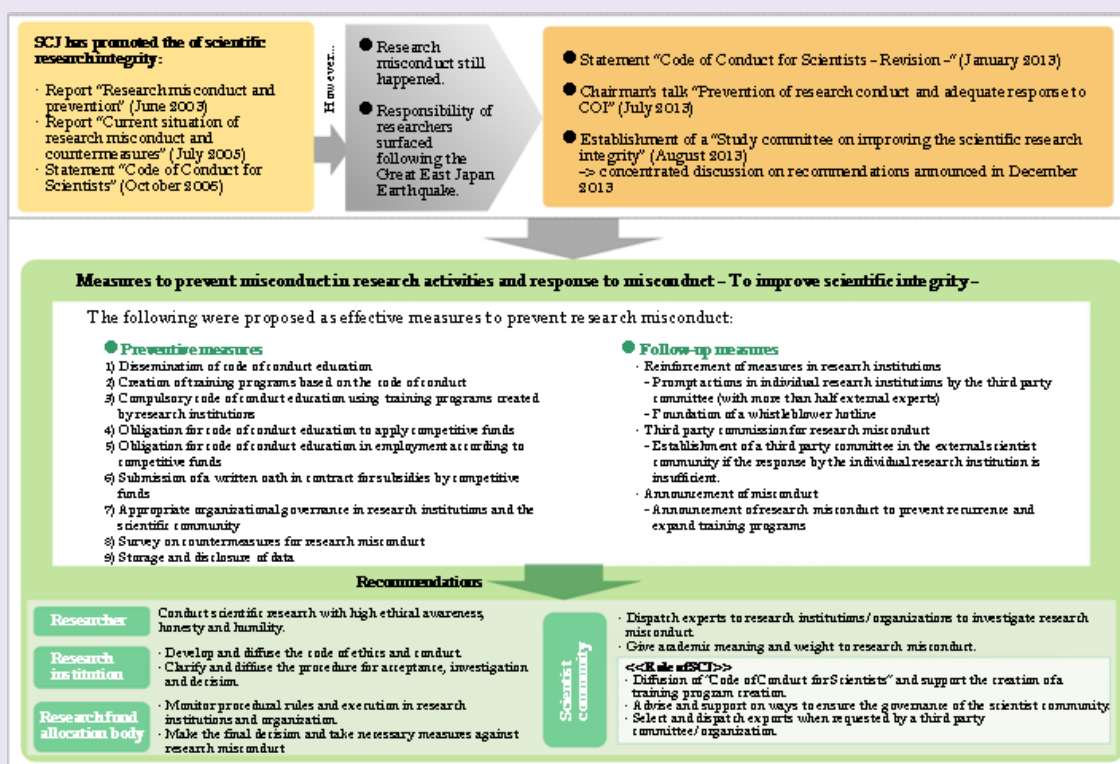 SCJ has promoted the of scientific
research integrity:
· Report "Research misconduct and
prevention" (June 2003)
· Report "Current situation of
research misconduct and
countermeasures" (July 2005)
· Statement "Code of Conduct for
Scientists" (October 2005)
However...
● Research
misconduct still
happened.
● Responsibility of
researchers
surfaced
following the
Great East Japan
Earthquake.
● Statement "Code of Conduct for Scientists – Revision –" (January 2013)
● Chairman's talk "Prevention of research conduct and adequate response to
COI" (July 2013)
● Establishment of a "Study committee on improving the scientific research
integrity" (August 2013)
–> concentrated discussion on recommendations announced in December
2013
Measures to prevent misconduct in research activities and response to misconduct – To improve scientific integrity –
The following were proposed as effective measures to prevent research misconduct:
● Preventive measures
1) Dissemination of code of conduct education
2) Creation of training programs based on the code of conduct
3) Compulsory code of conduct education using training programs created
by research institutions
4) Obligation for code of conduct education to apply competitive funds
5) Obligation for code of conduct education in employment according to
competitive funds
6) Submission of a written oath in contract for subsidies by competitive
funds
7) Appropriate organizational governance in research institutions and the
scientific community
8) Survey on countermeasures for research misconduct
9) Storage and disclosure of data
● Follow-up measures
· Reinforcement of measures in research institutions
– Prompt actions in individual research institutions by the third party
committee (with more than half external experts)
– Foundation of a whistleblower hotline
· Third party commission for research misconduct
– Establishment of a third party committee in the external scientist
community if the response by the individual research institution is
insufficient.
· Announcement of misconduct
– Announcement of research misconduct to prevent recurrence and
expand training programs
Recommendations
Researcher
Conduct scientific research with high ethical awareness,
honesty and humility.
Research
institution
· Develop and diffuse the code of ethics and conduct.
· Clarify and diffuse the procedure for acceptance, investigation
and decision.
Research fund
allocation body
· Monitor procedural rules and execution in research
institutions and organization.
· Make the final decision and take necessary measures against
research misconduct
Scientist
community
· Dispatch experts to research institutions/organizations to investigate research
misconduct.
· Give academic meaning and weight to research misconduct.
<<Role of SCJ>>
· Diffusion of "Code of Conduct for Scientists" and support the creation of a
training program creation.
· Advise and support on ways to ensure the governance of the scientist community.
· Select and dispatch exports when requested by a third party
committee/organization.